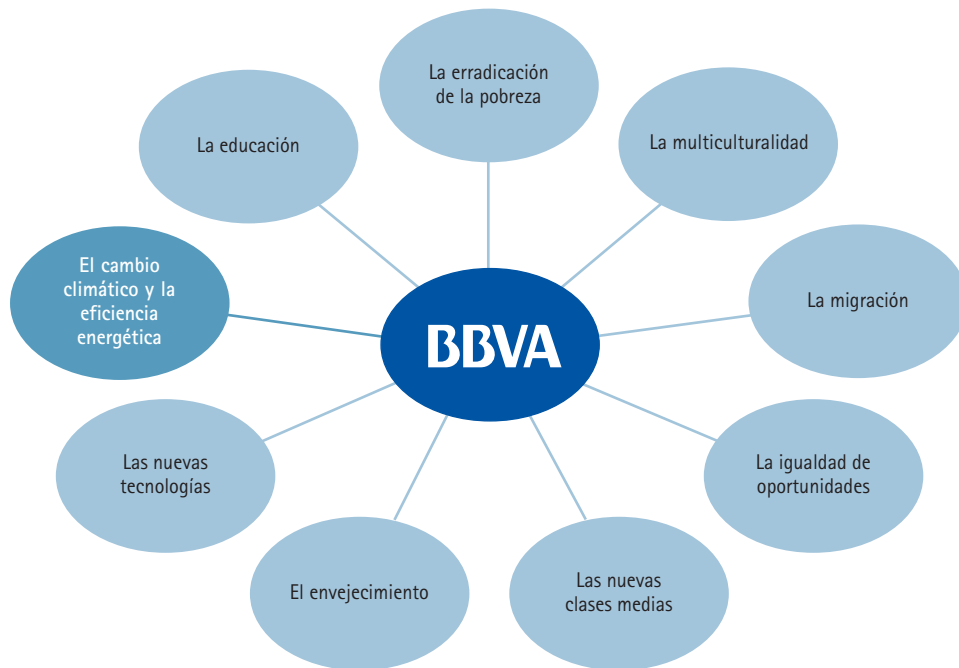 La erradicación
de la pobreza
La multiculturalidad
La educación
El cambio
climático y la
eficiencia
energética
La migración
BBVA
Las nuevas
tecnologías
La igualdad de
oportunidades
El envejecimiento
Las nuevas
clases medias